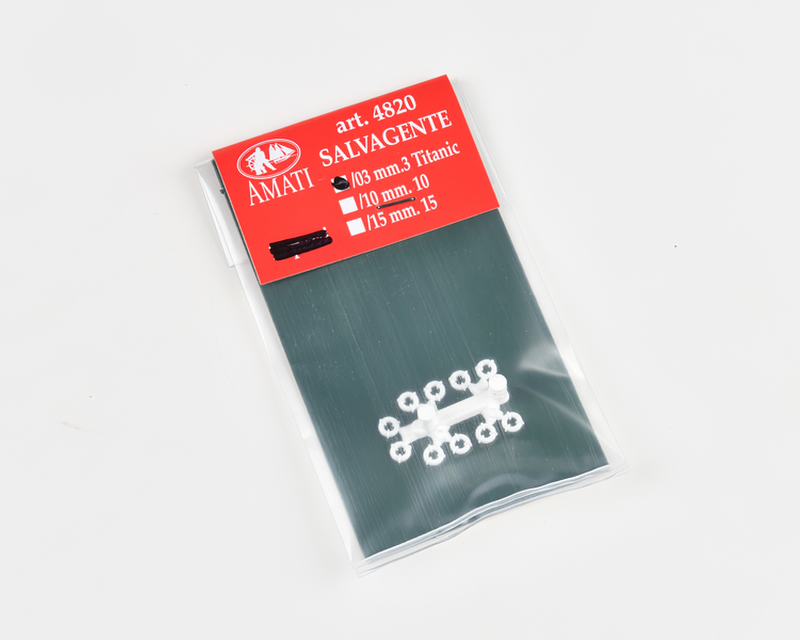 art. 4820
SALVAGENTE
AMATI
/03 mm.3 Titanic
/10 mm. 10
/15 mm. 15